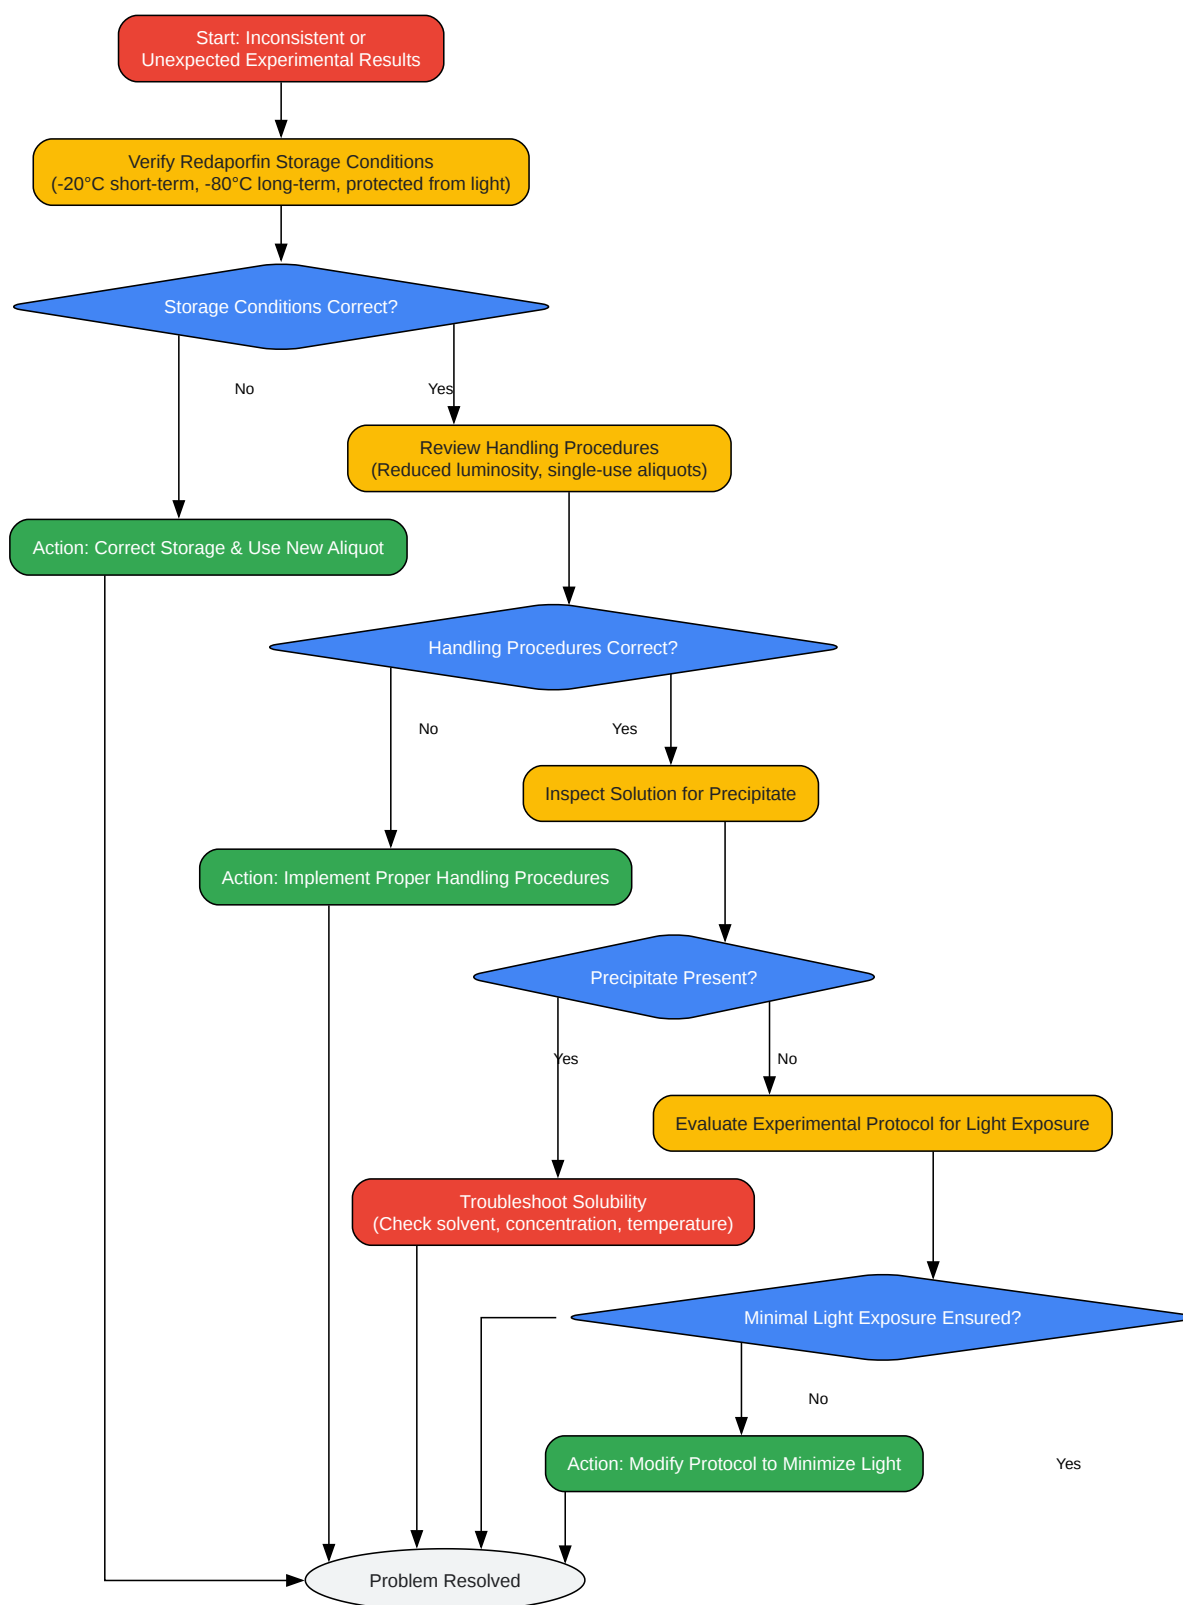 Start: Inconsistent or
Unexpected Experimental Results
Verify Redaporfin Storage Conditions
(-20°C short-term, -80°C long-term, protected from light)
Storage Conditions Correct?
No
Yes
Review Handling Procedures
(Reduced luminosity, single-use aliquots)
Action: Correct Storage & Use New Aliquot
Handling Procedures Correct?
No
Yes
Inspect Solution for Precipitate
Action: Implement Proper Handling Procedures
Precipitate Present?
Yes
No
Evaluate Experimental Protocol for Light Exposure
Troubleshoot Solubility
(Check solvent, concentration, temperature)
Minimal Light Exposure Ensured?
No
Action: Modify Protocol to Minimize Light
Yes
Problem Resolved